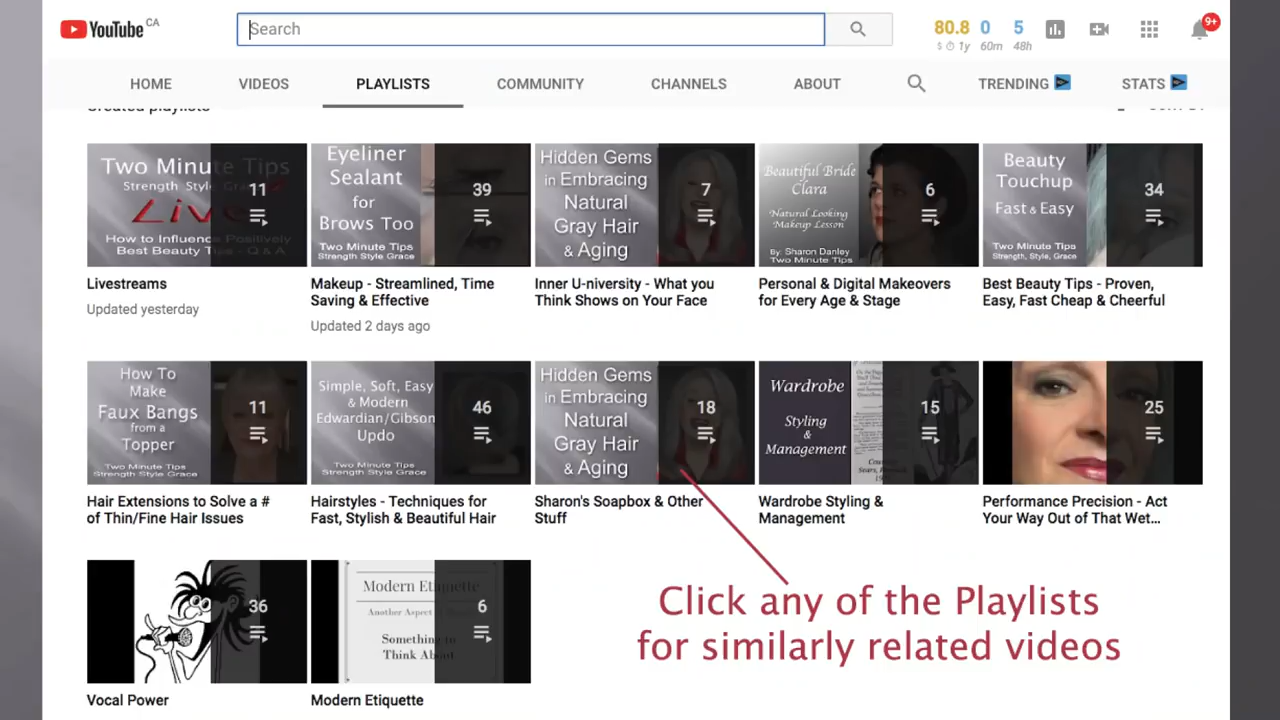 YouTube CA
Search
80.8 0 5
$ 1y 60m 48h
9+
HOME VIDEOS PLAYLISTS COMMUNITY CHANNELS ABOUT TRENDING STATS
Created playlists
Two Minute Tips
Strength Style Grace
Live
How to Influence Positively
Best Beauty Tips - Q & A
11
Livestreams
Updated yesterday
Eyeliner
Sealant
for
Brows Too
Two Minute Tips
Strength Style Grace
39
Makeup - Streamlined, Time
Saving & Effective
Updated 2 days ago
Hidden Gems
in Embracing
Natural
Gray Hair
& Aging
7
Inner U-niversity - What you
Think Shows on Your Face
Beautiful Bride
Clara
Natural Looking
Makeup Lesson
By: Sharon Danley
Two Minute Tips
6
Personal & Digital Makeovers
for Every Age & Stage
Beauty
Touchup
Fast & Easy
Two Minute Tips
Strength, Style, Grace
34
Best Beauty Tips - Proven,
Easy, Fast Cheap & Cheerful
How To
Make
Faux Bangs
from a
Topper
Two Minute Tips
Strength Style Grace
11
Hair Extensions to Solve a #
of Thin/Fine Hair Issues
Simple, Soft, Easy
& Modern
Edwardian/Gibson
Updo
Two Minute Tips
Strength Style Grace
46
Hairstyles - Techniques for
Fast, Stylish & Beautiful Hair
Hidden Gems
in Embracing
Natural
Gray Hair
& Aging
18
Sharon's Soapbox & Other
Stuff
Wardrobe
Styling
&
Management
15
Wardrobe Styling &
Management
25
Performance Precision - Act
Your Way Out of That Wet...
36
Vocal Power
Modern Etiquette
Another Aspect
Something to
Think About
6
Modern Etiquette
Click any of the Playlists
for similarly related videos